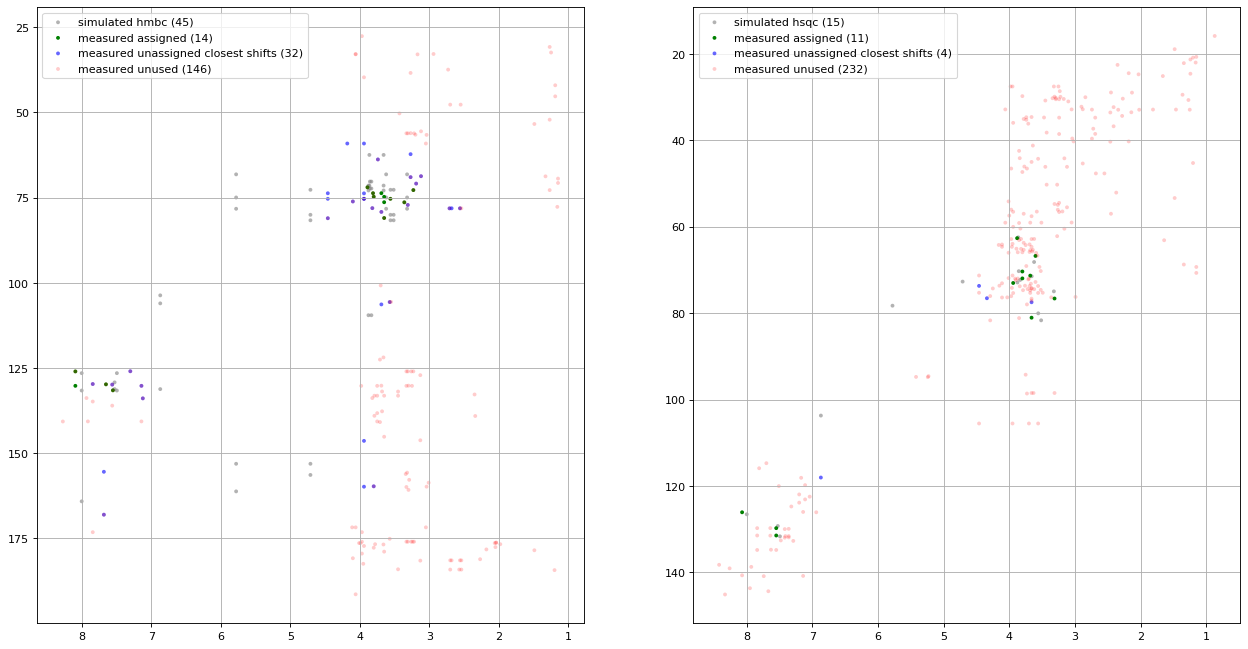 simulated hmbc (45)
measured assigned (14)
measured unassigned closest shifts (32)
measured unused (146)
25
50
75
100
125
150
175
8 7 6 5 4 3 2 1
simulated hsqc (15)
measured assigned (11)
measured unassigned closest shifts (4)
measured unused (232)
20
40
60
80
100
120
140
8 7 6 5 4 3 2 1